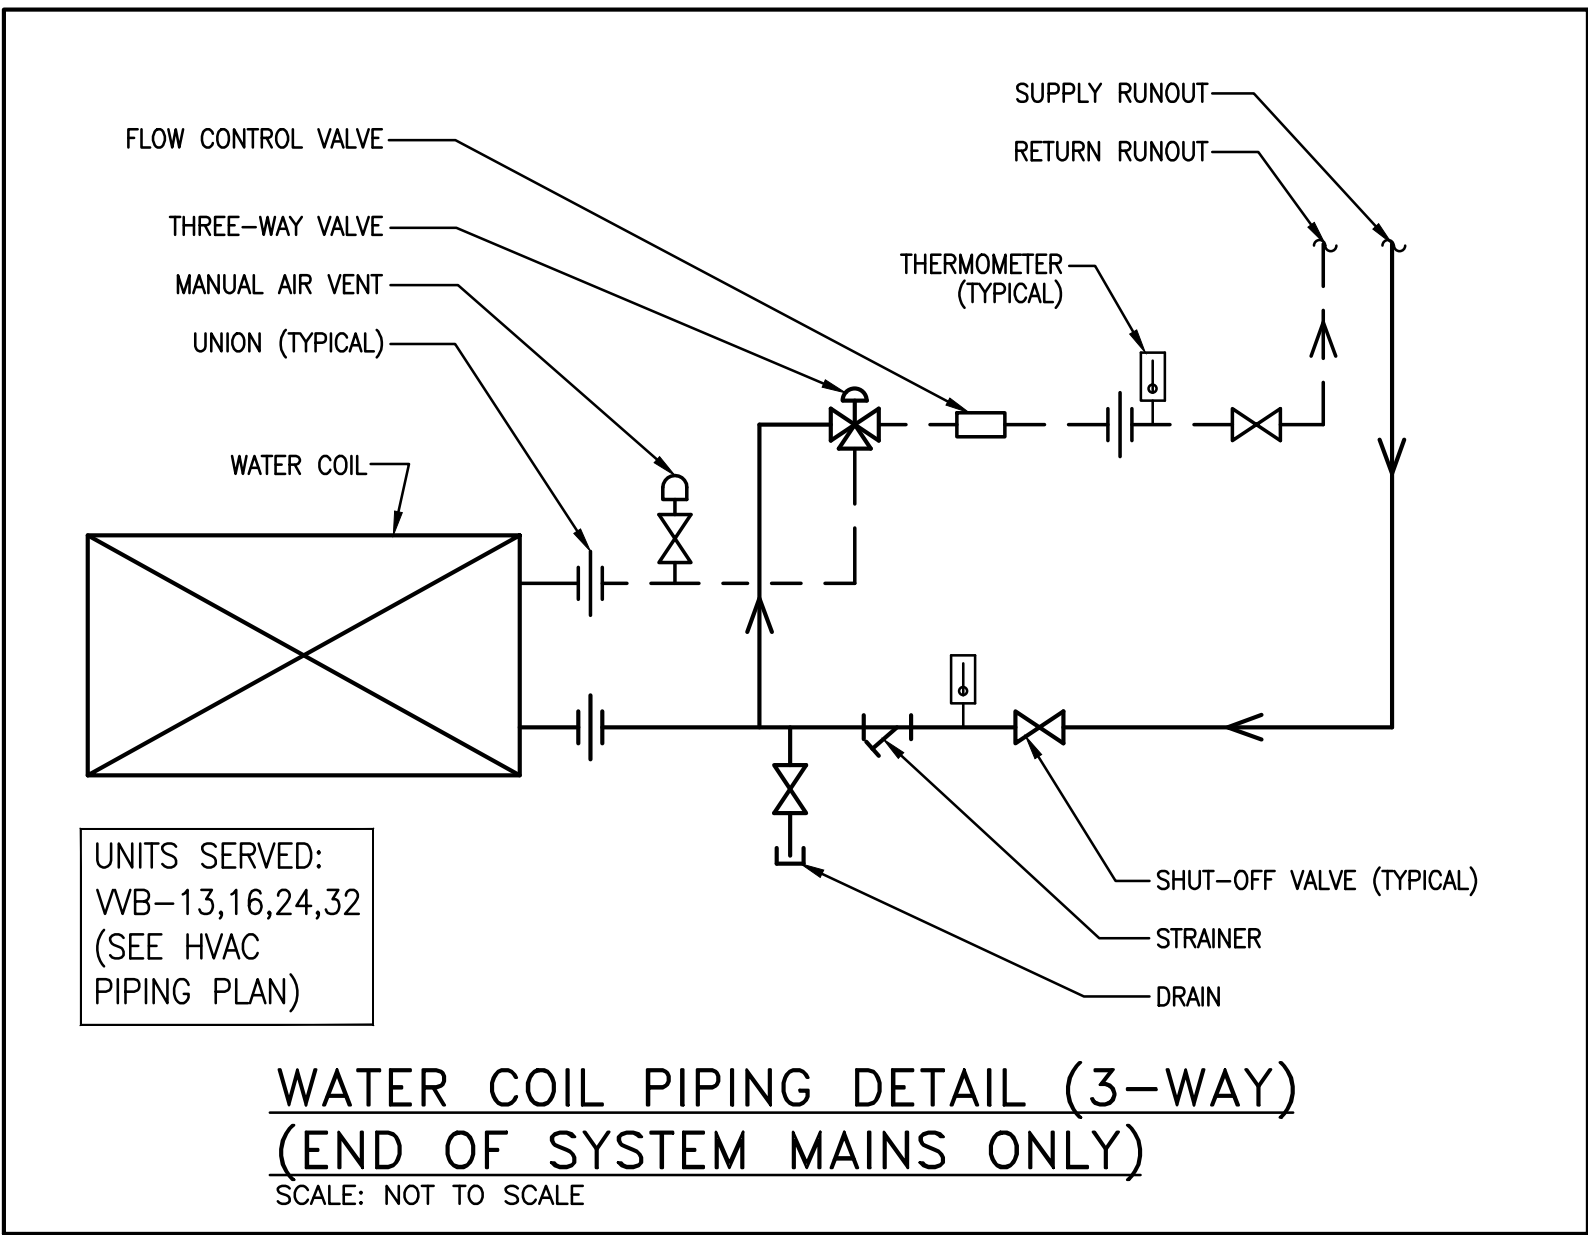 SUPPLY RUNOUT
FLOW CONTROL VALVE
RETURN RUNOUT
THREE-WAY VALVE
THERMOMETER
(TYPICAL)
MANUAL AIR VENT
UNION (TYPICAL)
WATER COIL
UNITS SERVED:
VVB-13,16,24,32
(SEE HVAC
PIPING PLAN)
SHUT-OFF VALVE (TYPICAL)
STRAINER
DRAIN
WATER COIL PIPING DETAIL (3-WAY)
(END OF SYSTEM MAINS ONLY)
SCALE: NOT TO SCALE